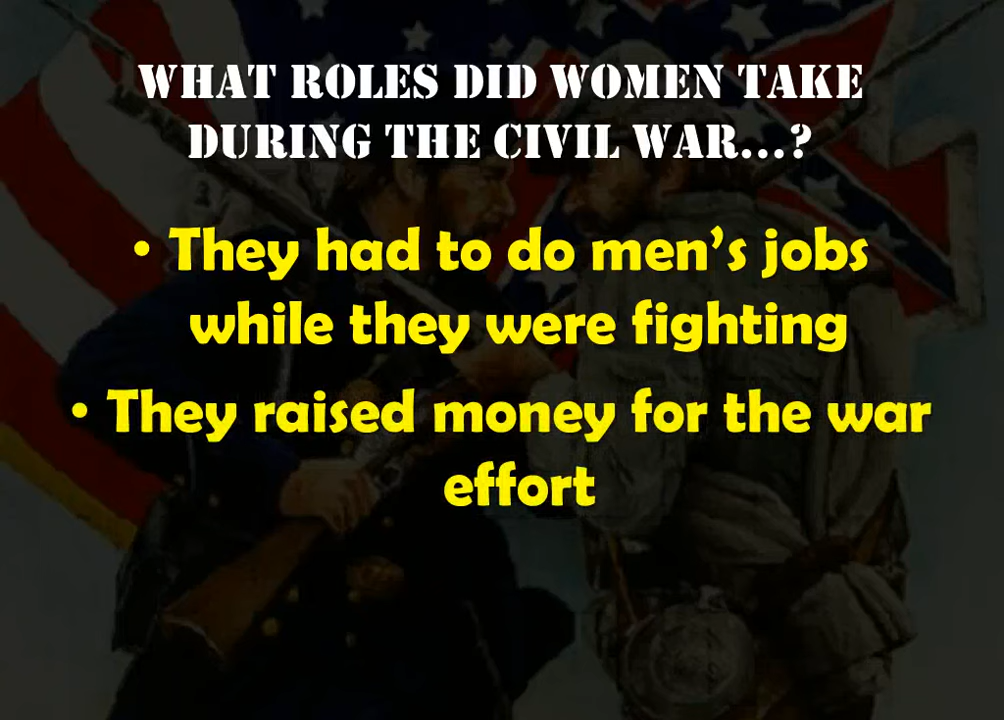 WHAT ROLES DID WOMEN TAKE
DURING THE CIVIL WAR...?
• They had to do men's jobs
while they were fighting
• They raised money for the war
effort